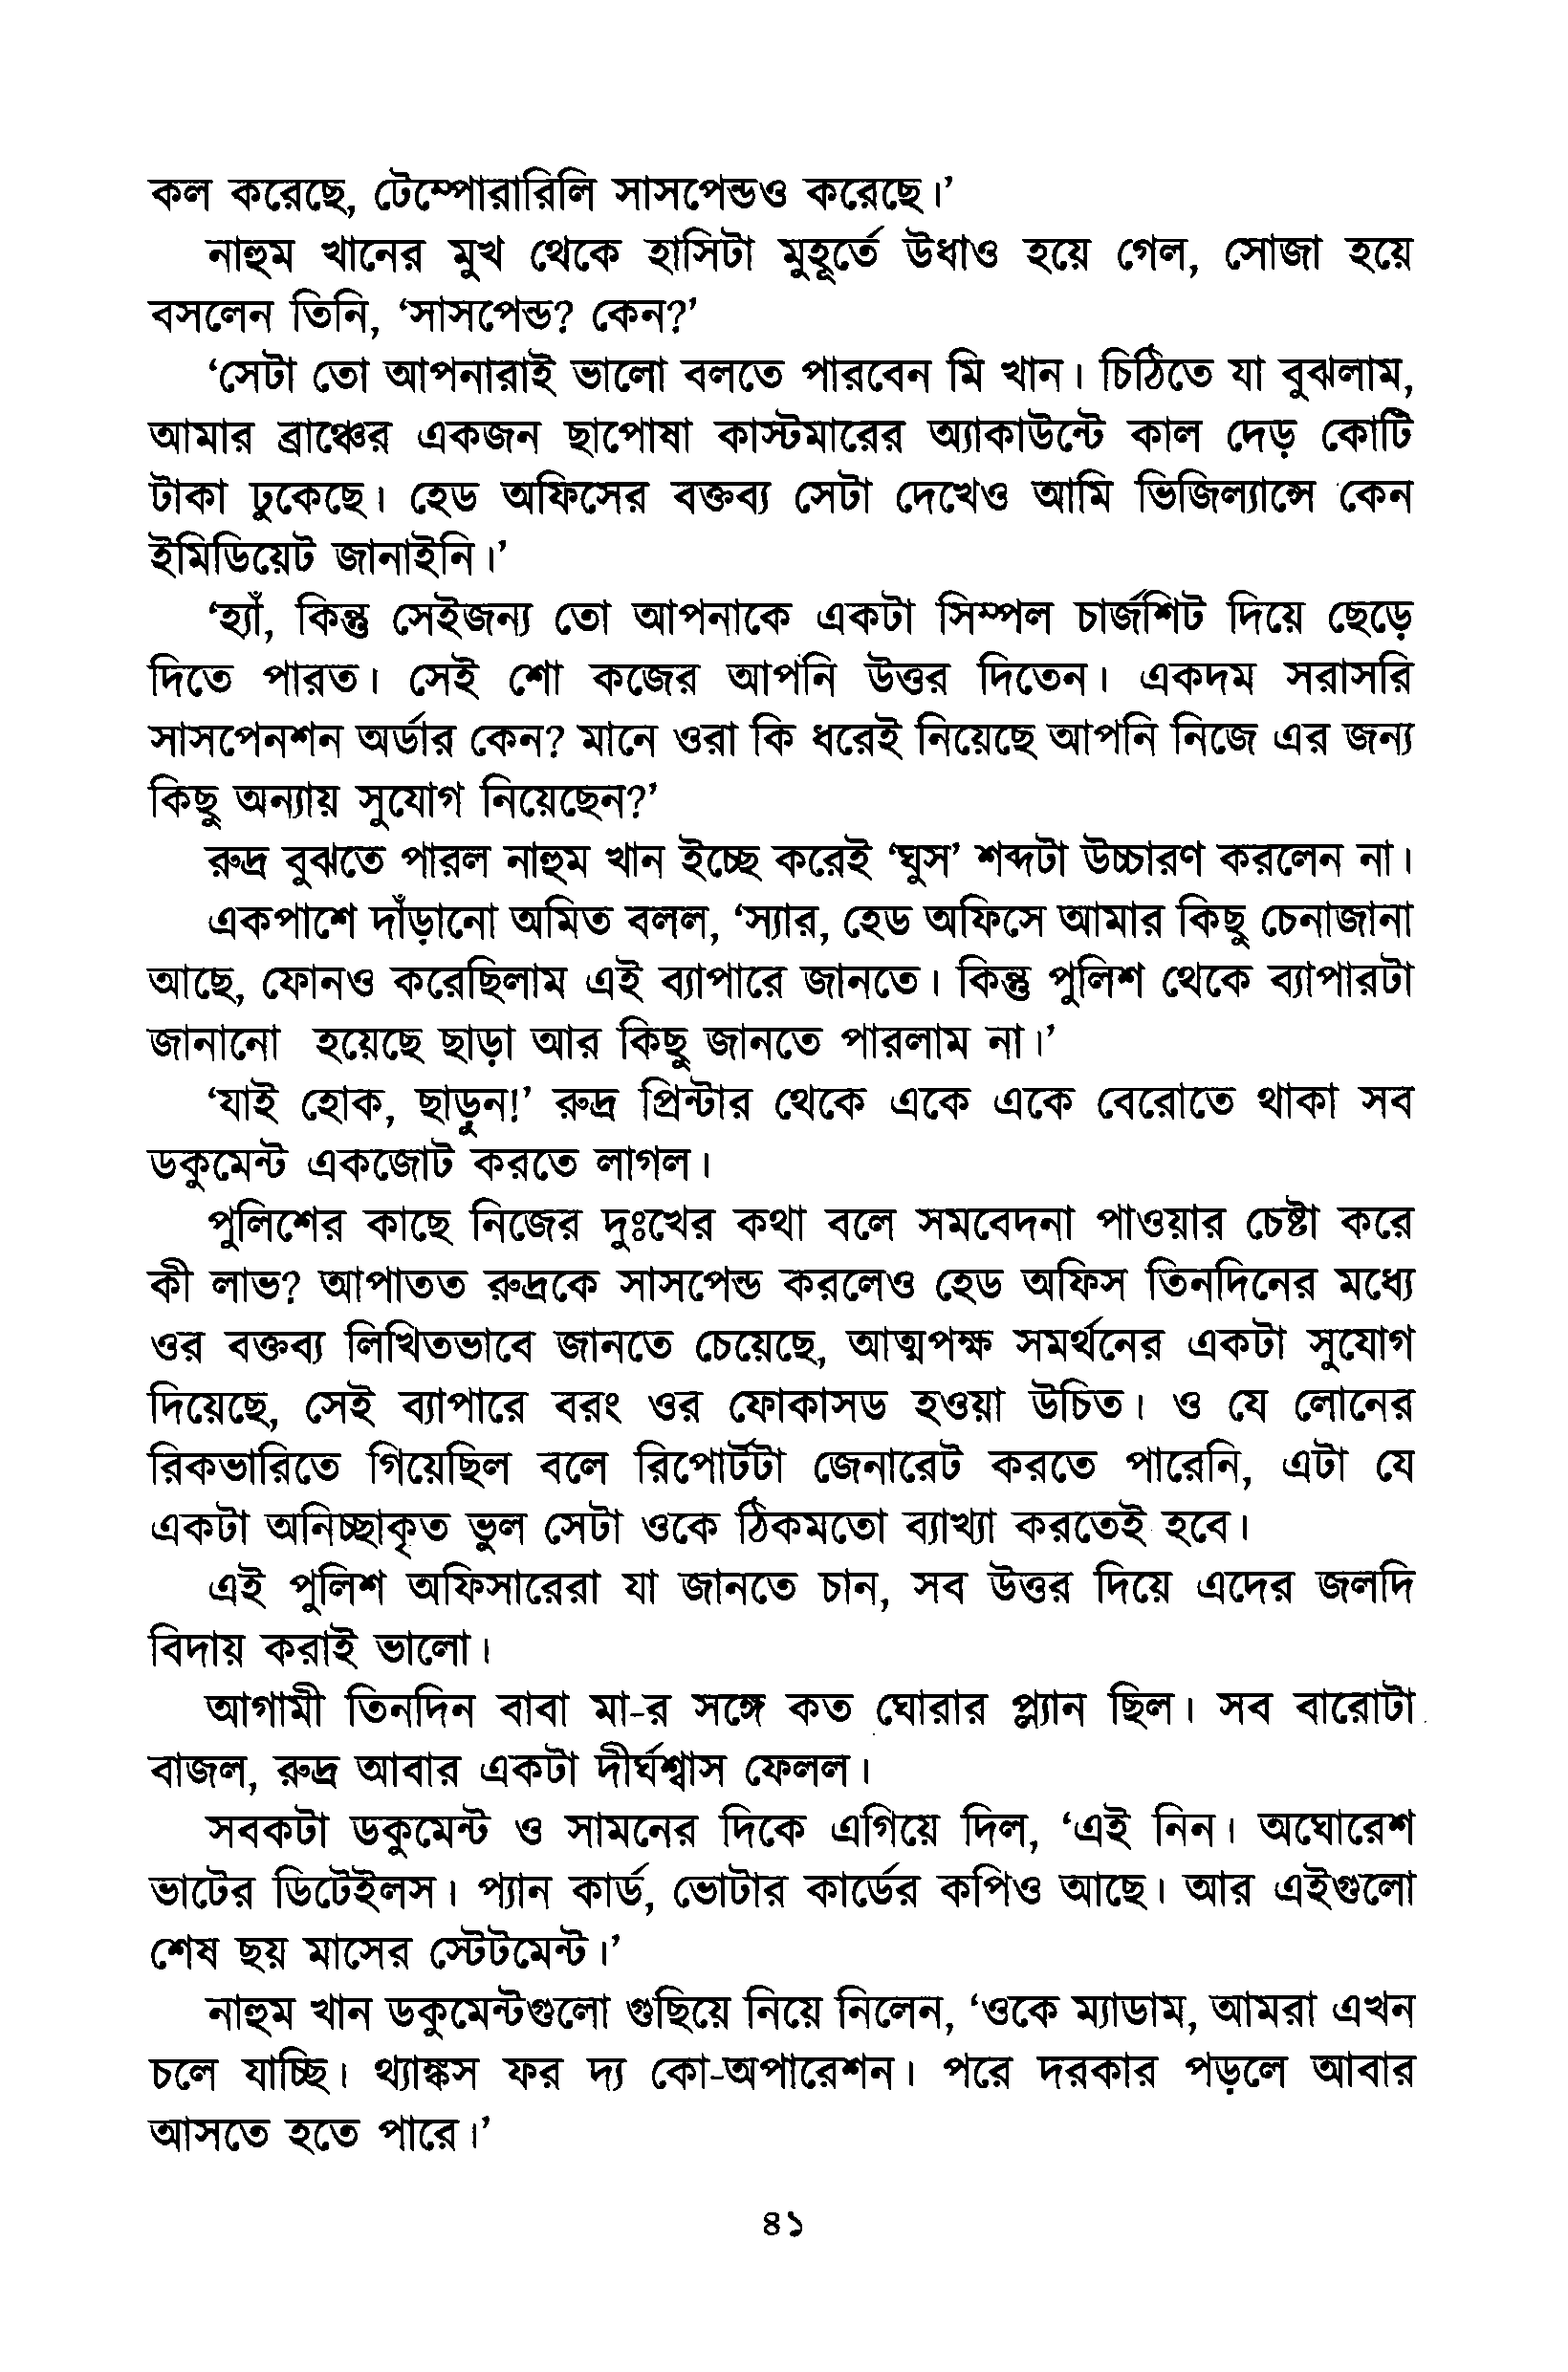 কল করেছে, টেম্পোরারিলি সাসপেন্ডও করেছে।’
নাহুম খানের মুখ থেকে হাসিটা মুহূর্তে উধাও হয়ে গেল, সোজা হয়ে
বসলেন তিনি, ‘সাসপেন্ড? কেন?’
‘সেটা তো আপনারাই ভালো বলতে পারবেন মি খান। চিঠিতে যা বুঝলাম,
আমার ব্রাঞ্চের একজন ছাপোষা কাস্টমারের অ্যাকাউন্টে কাল দেড় কোটি
টাকা ঢুকেছে। হেড অফিসের বক্তব্য সেটা দেখেও আমি ভিজিল্যান্সে কেন
ইমিডিয়েট জানাইনি।’
‘হ্যাঁ, কিন্তু সেইজন্য তো আপনাকে একটা সিম্পল চার্জশিট দিয়ে ছেড়ে
দিতে পারত। সেই শো কজের আপনি উত্তর দিতেন। একদম সরাসরি
সাসপেনশন অর্ডার কেন? মানে ওরা কি ধরেই নিয়েছে আপনি নিজে এর জন্য
কিছু অন্যায় সুযোগ নিয়েছেন?’
রুদ্র বুঝতে পারল নাহুম খান ইচ্ছে করেই ‘ঘুস’ শব্দটা উচ্চারণ করলেন না।
একপাশে দাঁড়ানো অমিত বলল, ‘স্যার, হেড অফিসে আমার কিছু চেনাজানা
আছে, ফোনও করেছিলাম এই ব্যাপারে জানতে। কিন্তু পুলিশ থেকে ব্যাপারটা
জানানো হয়েছে ছাড়া আর কিছু জানতে পারলাম না।’
‘যাই হোক, ছাড়ুন!’ রুদ্র প্রিন্টার থেকে একে একে বেরোতে থাকা সব
ডকুমেন্ট একজোট করতে লাগল।
পুলিশের কাছে নিজের দুঃখের কথা বলে সমবেদনা পাওয়ার চেষ্টা করে
কী লাভ? আপাতত রুদ্রকে সাসপেন্ড করলেও হেড অফিস তিনদিনের মধ্যে
ওর বক্তব্য লিখিতভাবে জানতে চেয়েছে, আত্মপক্ষ সমর্থনের একটা সুযোগ
দিয়েছে, সেই ব্যাপারে বরং ওর ফোকাসড হওয়া উচিত। ও যে লোনের
রিকভারিতে গিয়েছিল বলে রিপোর্টটা জেনারেট করতে পারেনি, এটা যে
একটা অনিচ্ছাকৃত ভুল সেটা ওকে ঠিকমতো ব্যাখ্যা করতেই হবে।
এই পুলিশ অফিসারেরা যা জানতে চান, সব উত্তর দিয়ে এদের জলদি
বিদায় করাই ভালো।
আগামী তিনদিন বাবা মা-র সঙ্গে কত ঘোরার প্ল্যান ছিল। সব বারোটা
বাজল, রুদ্র আবার একটা দীর্ঘশ্বাস ফেলল।
সবকটা ডকুমেন্ট ও সামনের দিকে এগিয়ে দিল, ‘এই নিন। অঘোরেশ
ভাটের ডিটেইলস। প্যান কার্ড, ভোটার কার্ডের কপিও আছে। আর এইগুলো
শেষ ছয় মাসের স্টেটমেন্ট।’
নাহুম খান ডকুমেন্টগুলো গুছিয়ে নিয়ে নিলেন, ‘ওকে ম্যাডাম, আমরা এখন
চলে যাচ্ছি। থ্যাঙ্কস ফর দ্য কো-অপারেশন। পরে দরকার পড়লে আবার
আসতে হতে পারে।’
৪১